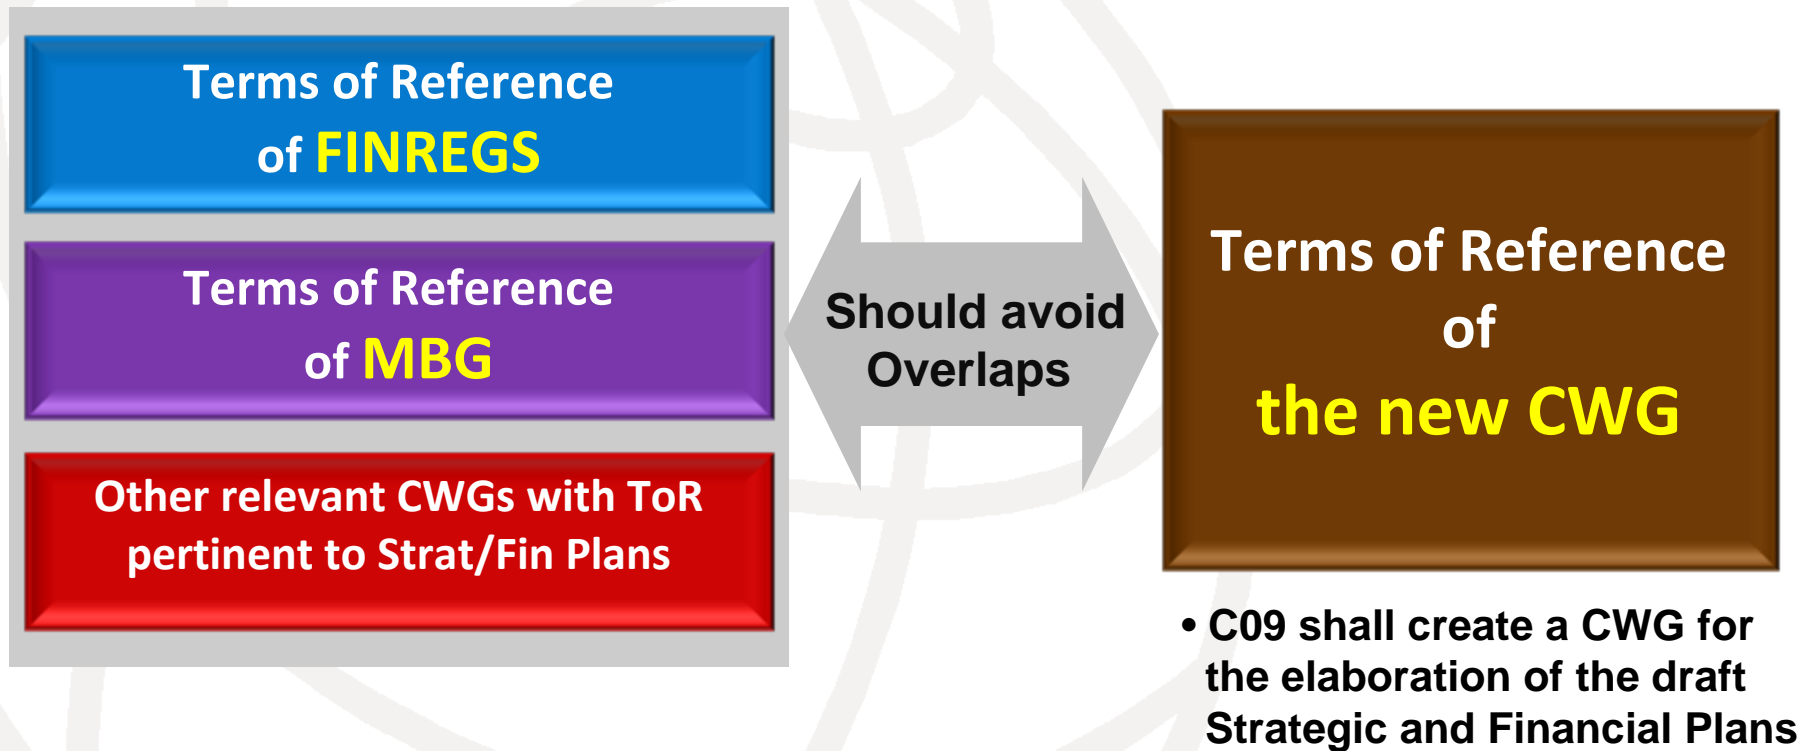 Terms of Reference
of FINREGS
Terms of Reference
of MBG
Other relevant CWGs with ToR
pertinent to Strat/Fin Plans
Should avoid
Overlaps
Terms of Reference
of
the new CWG
• C09 shall create a CWG for
the elaboration of the draft
Strategic and Financial Plans